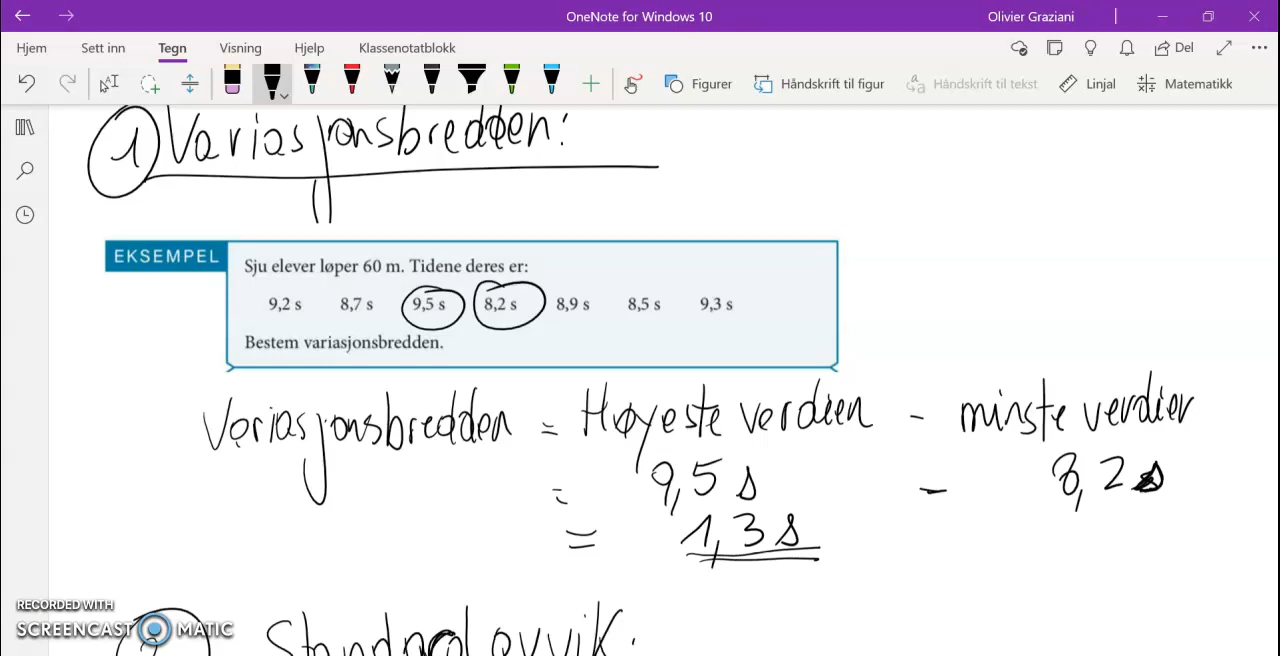 OneNote for Windows 10 Olivier Graziani
Hjem Sett inn Tegn Visning Hjelp Klassenotatblokk Del
Figurer Håndskrift til figur Håndskrift til tekst Linjal Matematikk
1 Variasjonsbredden:
EKSEMPEL
Sju elever løper 60 m. Tidene deres er:
9,2 s 8,7 s 9,5 s 8,2 s 8,9 s 8,5 s 9,3 s
Bestem variasjonsbredden.
Variasjonsbredden = Høyeste verdien - minste verdier
= 9,5 s - 8,2 s
= 1,3 s
2 Standardavvik:
RECORDED WITH
SCREENCAST MATIC